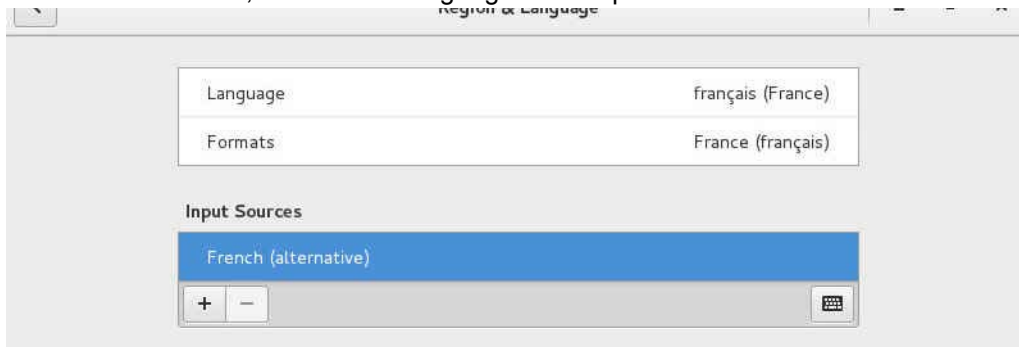 Region & Language
Language français (France)
Formats France (français)
Input Sources
French (alternative)